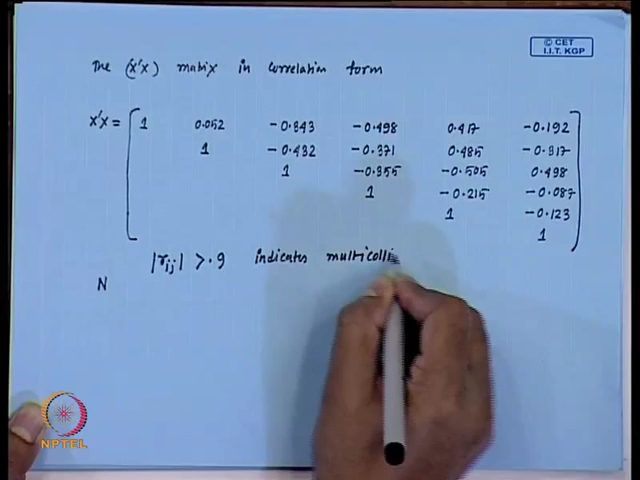 © CET
I.I.T. KGP
The (x'x) matrix in correlation form
x'x = 1 0.052 -0.343 -0.498 0.417 -0.192
1 -0.432 -0.371 0.485 -0.317
1 -0.355 -0.505 0.498
1 -0.215 -0.087
1 -0.123
1
|rij| > .9 indicates multicolli
N
NPTEL